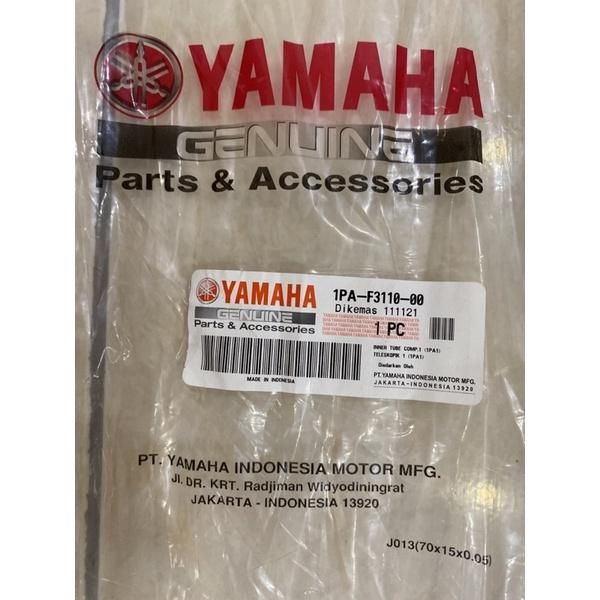 YAMAHA
GENUINE
Parts & Accessories
YAMAHA
GENUINE
Parts & Accessories
MADE IN INDONESIA
1PA-F3110-00
Dikemas 111121
1 PC
INNER TUBE COMP.1 (1PA1)
TELESKOPIK 1 (1PA1)
Diedarkan Oleh
PT. YAMAHA INDONESIA MOTOR MFG.
JAKARTA-INDONESIA 13920
PT. YAMAHA INDONESIA MOTOR MFG.
Jl. DR. KRT. Radjiman Widyodiningrat
JAKARTA - INDONESIA 13920
J013(70x15x0.05)